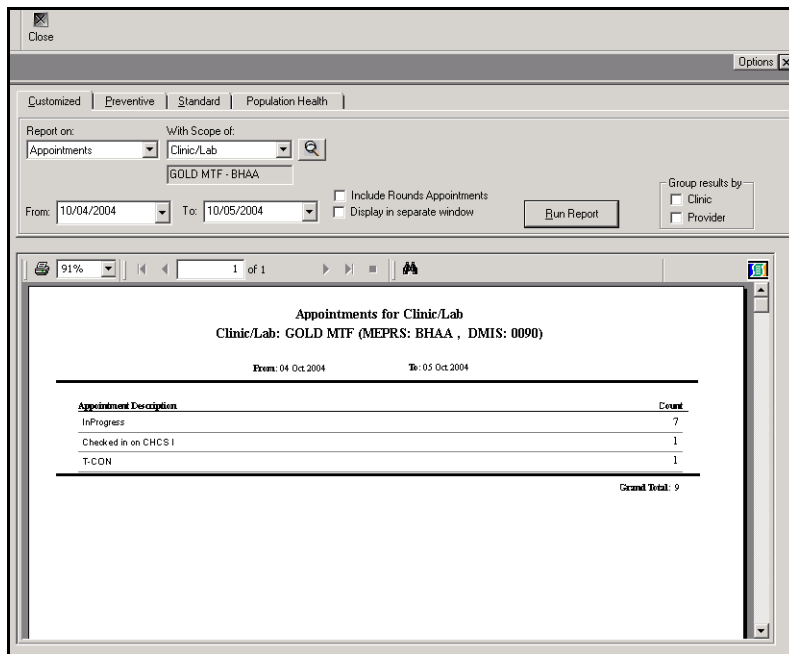 Close
Options
Customized Preventive Standard Population Health
Report on: With Scope of:
Appointments Clinic/Lab
GOLD MTF - BHAA
Include Rounds Appointments
From: 10/04/2004 To: 10/05/2004 Display in separate window
Run Report
Group results by
Clinic
Provider
91% 1 of 1
Appointments for Clinic/Lab
Clinic/Lab: GOLD MTF (MEPRS: BHAA , DMIS: 0090)
From: 04 Oct 2004 To: 05 Oct 2004
Appointment Description Count
InProgress 7
Checked in on CHCS I 1
T-CON 1
Grand Total: 9